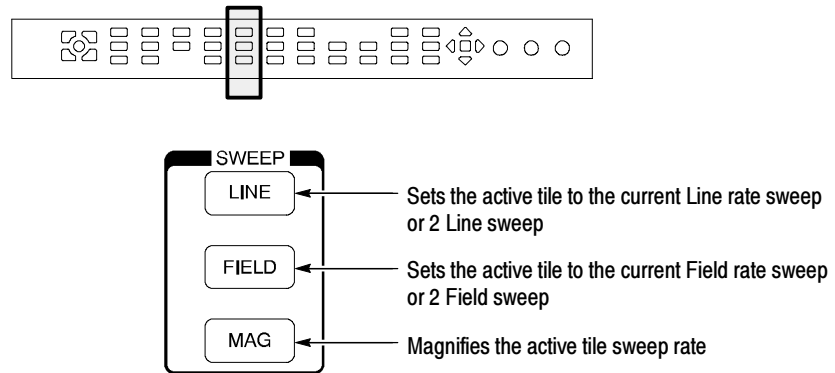 SWEEP
LINE
Sets the active tile to the current Line rate sweep
or 2 Line sweep
FIELD
Sets the active tile to the current Field rate sweep
or 2 Field sweep
MAG
Magnifies the active tile sweep rate